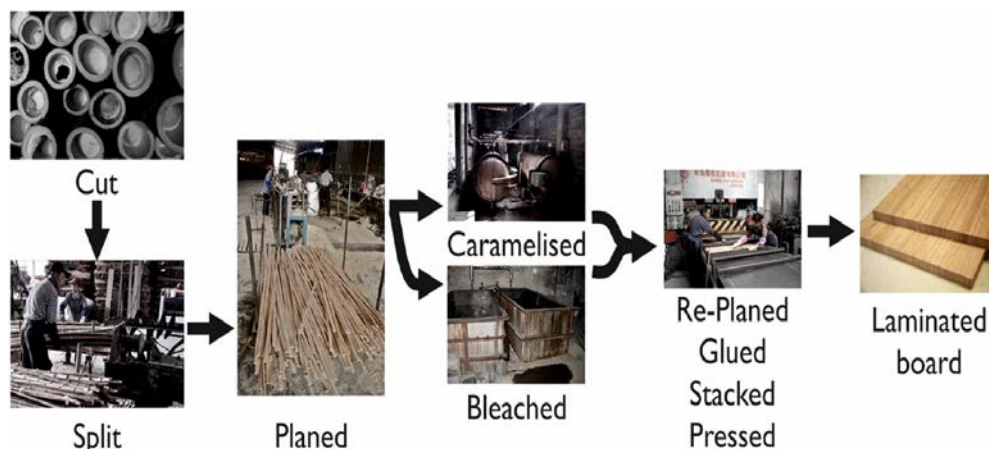 Cut
Split
Planed
Caramelised
Bleached
Re-Planed
Glued
Stacked
Pressed
Laminated
board